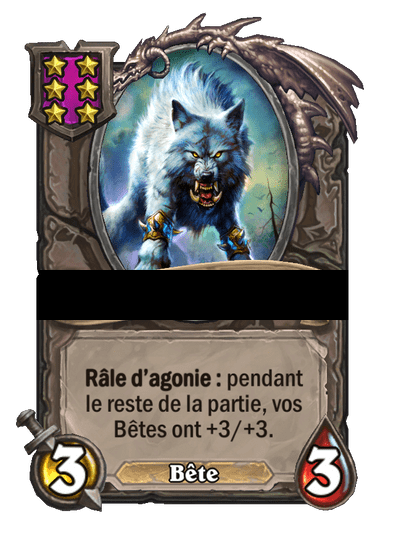 Râle d'agonie : pendant
le reste de la partie, vos
Bêtes ont +3/+3.
3
Bête
3